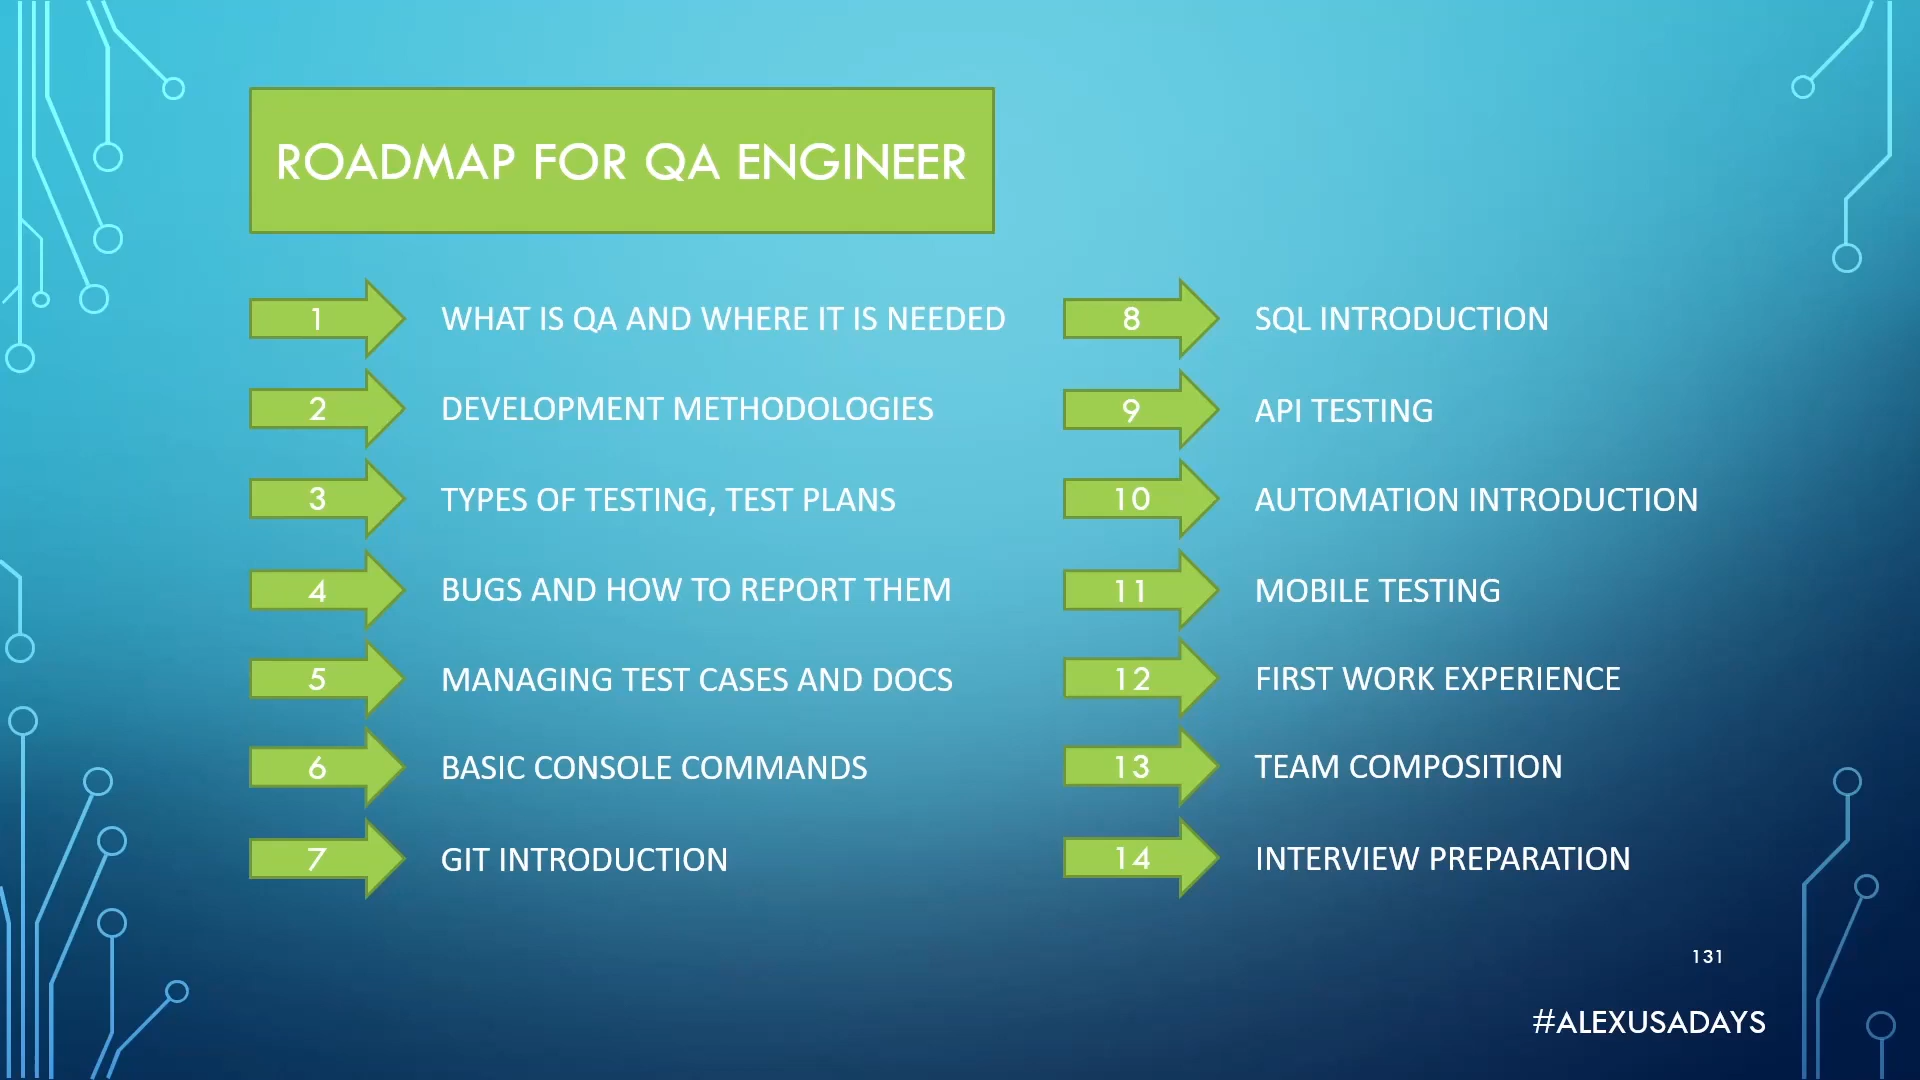 ROADMAP FOR QA ENGINEER
1 WHAT IS QA AND WHERE IT IS NEEDED
2 DEVELOPMENT METHODOLOGIES
3 TYPES OF TESTING, TEST PLANS
4 BUGS AND HOW TO REPORT THEM
5 MANAGING TEST CASES AND DOCS
6 BASIC CONSOLE COMMANDS
7 GIT INTRODUCTION
8 SQL INTRODUCTION
9 API TESTING
10 AUTOMATION INTRODUCTION
11 MOBILE TESTING
12 FIRST WORK EXPERIENCE
13 TEAM COMPOSITION
14 INTERVIEW PREPARATION
131
#ALEXUSADAYS